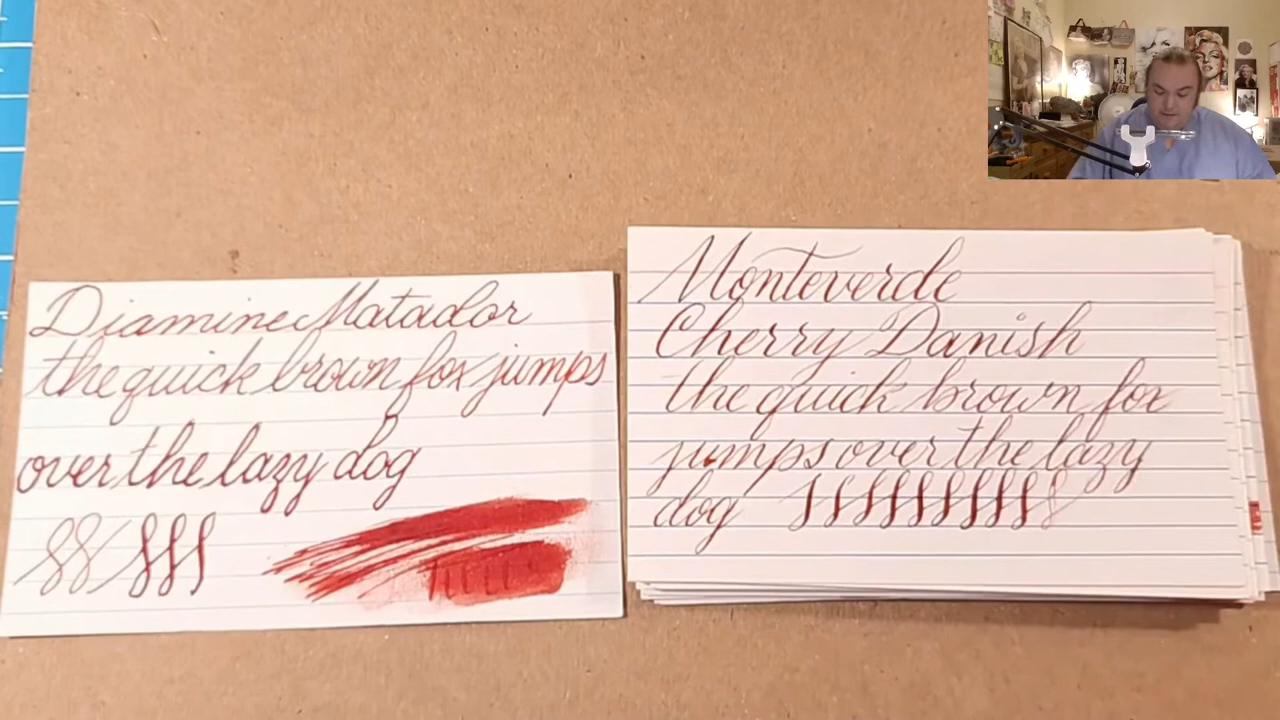 Diamine Matador
the quick brown fox jumps
over the lazy dog
Monteverde
Cherry Danish
the quick brown fox
jumps over the lazy
dog